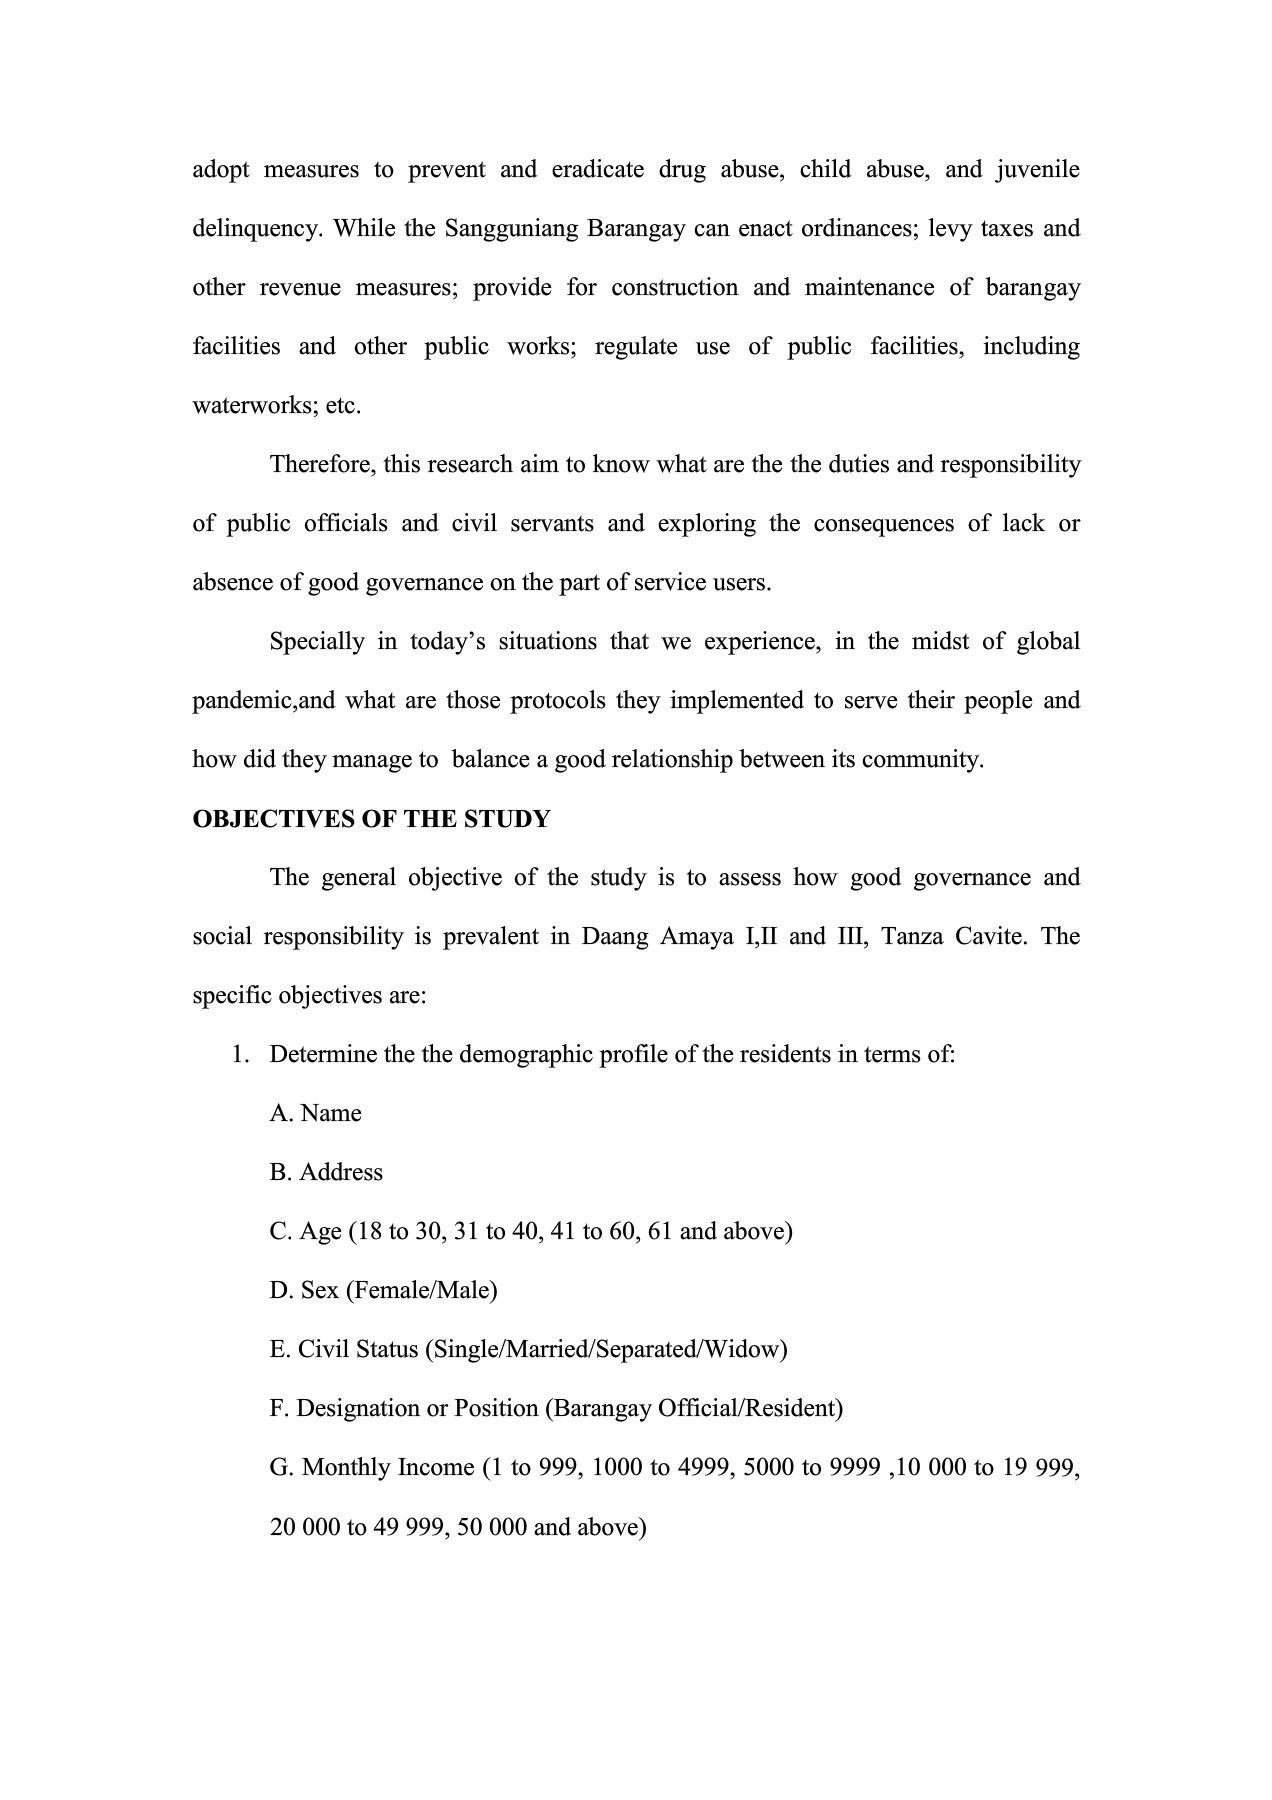 adopt measures to prevent and eradicate drug abuse, child abuse, and juvenile
delinquency. While the Sangguniang Barangay can enact ordinances; levy taxes and
other revenue measures; provide for construction and maintenance of barangay
facilities and other public works; regulate use of public facilities, including
waterworks; etc.
Therefore, this research aim to know what are the the duties and responsibility
of public officials and civil servants and exploring the consequences of lack or
absence of good governance on the part of service users.
Specially in today’s situations that we experience, in the midst of global
pandemic,and what are those protocols they implemented to serve their people and
how did they manage to  balance a good relationship between its community.
OBJECTIVES OF THE STUDY
The general objective of the study is to assess how good governance and
social responsibility is prevalent in Daang Amaya I,II and III, Tanza Cavite. The
specific objectives are:
1. Determine the the demographic profile of the residents in terms of:
A. Name
B. Address
C. Age (18 to 30, 31 to 40, 41 to 60, 61 and above)
D. Sex (Female/Male)
E. Civil Status (Single/Married/Separated/Widow)
F. Designation or Position (Barangay Official/Resident)
G. Monthly Income (1 to 999, 1000 to 4999, 5000 to 9999 ,10 000 to 19 999,
20 000 to 49 999, 50 000 and above)